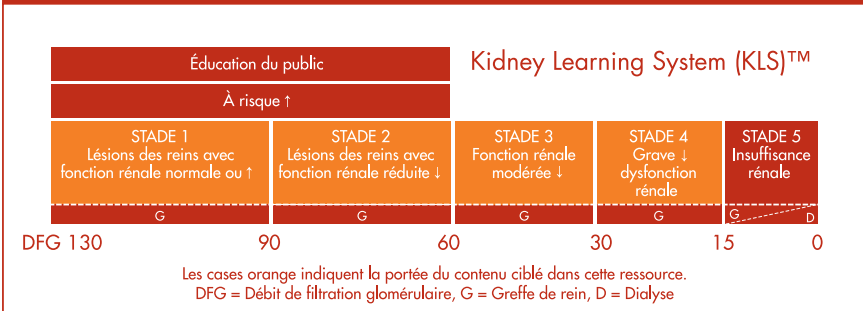 Éducation du public
Kidney Learning System (KLS)™
À risque ↑
STADE 1
Lésions des reins avec
fonction rénale normale ou ↑
STADE 2
Lésions des reins avec
fonction rénale réduite ↓
STADE 3
Fonction rénale
modérée ↓
STADE 4
Grave ↓
dysfonction
rénale
STADE 5
Insuffisance
rénale
G
G
G
G
G
D
DFG 130
90
60
30
15
0
Les cases orange indiquent la portée du contenu ciblé dans cette ressource.
DFG = Débit de filtration glomérulaire, G = Greffe de rein, D = Dialyse